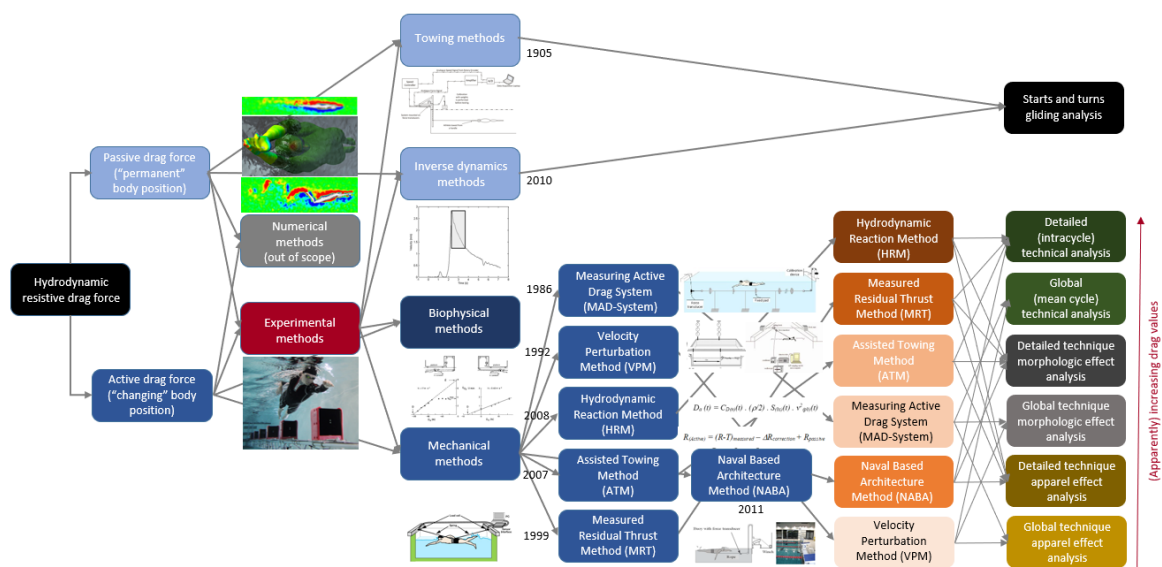 Towing methods
1905
Starts and turns
gliding analysis
Passive drag force
(“permanent”
body position)
Inverse dynamics
methods
2010
Numerical
methods
(out of scope)
Hydrodynamic
resistive drag force
Experimental
methods
Active drag force
(“changing” body
position)
Biophysical
methods
Mechanical
methods
1986
Measuring Active
Drag System
(MAD-System)
1992
Velocity
Perturbation
Method (VPM)
2008
Hydrodynamic
Reaction Method
(HRM)
2007
Assisted Towing
Method
(ATM)
1999
Measured
Residual Thrust
Method (MRT)
Naval Based
Architecture
Method (NABA)
2011
Hydrodynamic
Reaction Method
(HRM)
Measured
Residual Thrust
Method (MRT)
Assisted Towing
Method
(ATM)
Measuring Active
Drag System
(MAD-System)
Naval Based
Architecture
Method (NABA)
Velocity
Perturbation
Method (VPM)
Detailed
(intracycle)
technical analysis
Global
(mean cycle)
technical analysis
Detailed technique
morphologic effect
analysis
Global technique
morphologic effect
analysis
Detailed technique
apparel effect
analysis
Global technique
apparel effect
analysis
(Apparently) increasing drag values